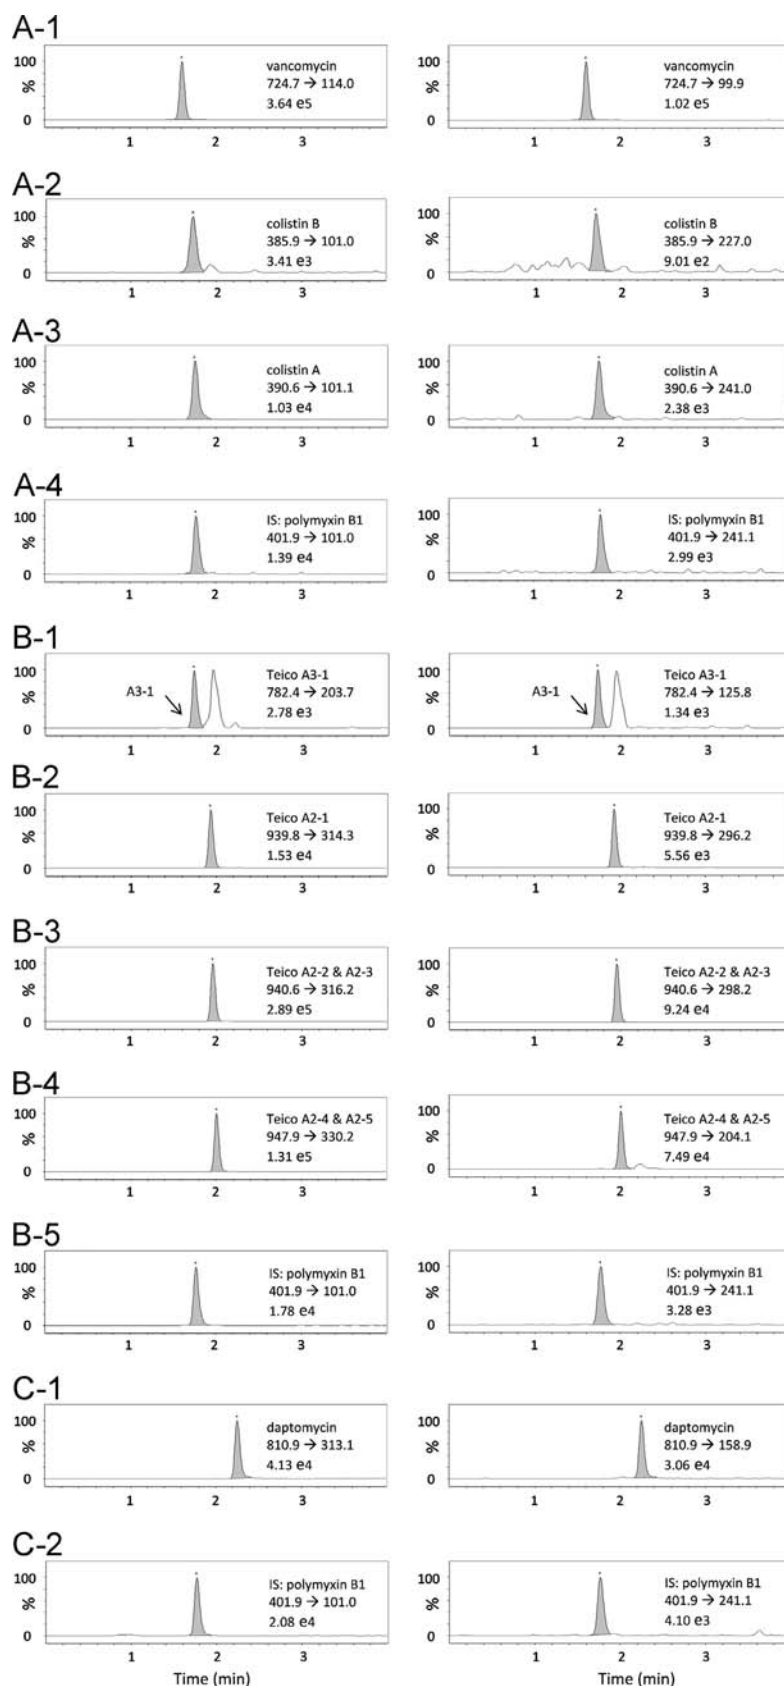 A-1
100
%
0
vancomycin
724.7 → 114.0
3.64 e5
1 2 3
100
%
0
vancomycin
724.7 → 99.9
1.02 e5
1 2 3
A-2
100
%
0
colistin B
385.9 → 101.0
3.41 e3
1 2 3
100
%
0
colistin B
385.9 → 227.0
9.01 e2
1 2 3
A-3
100
%
0
colistin A
390.6 → 101.1
1.03 e4
1 2 3
100
%
0
colistin A
390.6 → 241.0
2.38 e3
1 2 3
A-4
100
%
0
IS: polymyxin B1
401.9 → 101.0
1.39 e4
1 2 3
100
%
0
IS: polymyxin B1
401.9 → 241.1
2.99 e3
1 2 3
B-1
100
%
0
A3-1
Teico A3-1
782.4 → 203.7
2.78 e3
1 2 3
100
%
0
A3-1
Teico A3-1
782.4 → 125.8
1.34 e3
1 2 3
B-2
100
%
0
Teico A2-1
939.8 → 314.3
1.53 e4
1 2 3
100
%
0
Teico A2-1
939.8 → 296.2
5.56 e3
1 2 3
B-3
100
%
0
Teico A2-2 & A2-3
940.6 → 316.2
2.89 e5
1 2 3
100
%
0
Teico A2-2 & A2-3
940.6 → 298.2
9.24 e4
1 2 3
B-4
100
%
0
Teico A2-4 & A2-5
947.9 → 330.2
1.31 e5
1 2 3
100
%
0
Teico A2-4 & A2-5
947.9 → 204.1
7.49 e4
1 2 3
B-5
100
%
0
IS: polymyxin B1
401.9 → 101.0
1.78 e4
1 2 3
100
%
0
IS: polymyxin B1
401.9 → 241.1
3.28 e3
1 2 3
C-1
100
%
0
daptomycin
810.9 → 313.1
4.13 e4
1 2 3
100
%
0
daptomycin
810.9 → 158.9
3.06 e4
1 2 3
C-2
100
%
0
IS: polymyxin B1
401.9 → 101.0
2.08 e4
1 2 3
Time (min)
100
%
0
IS: polymyxin B1
401.9 → 241.1
4.10 e3
1 2 3
Time (min)